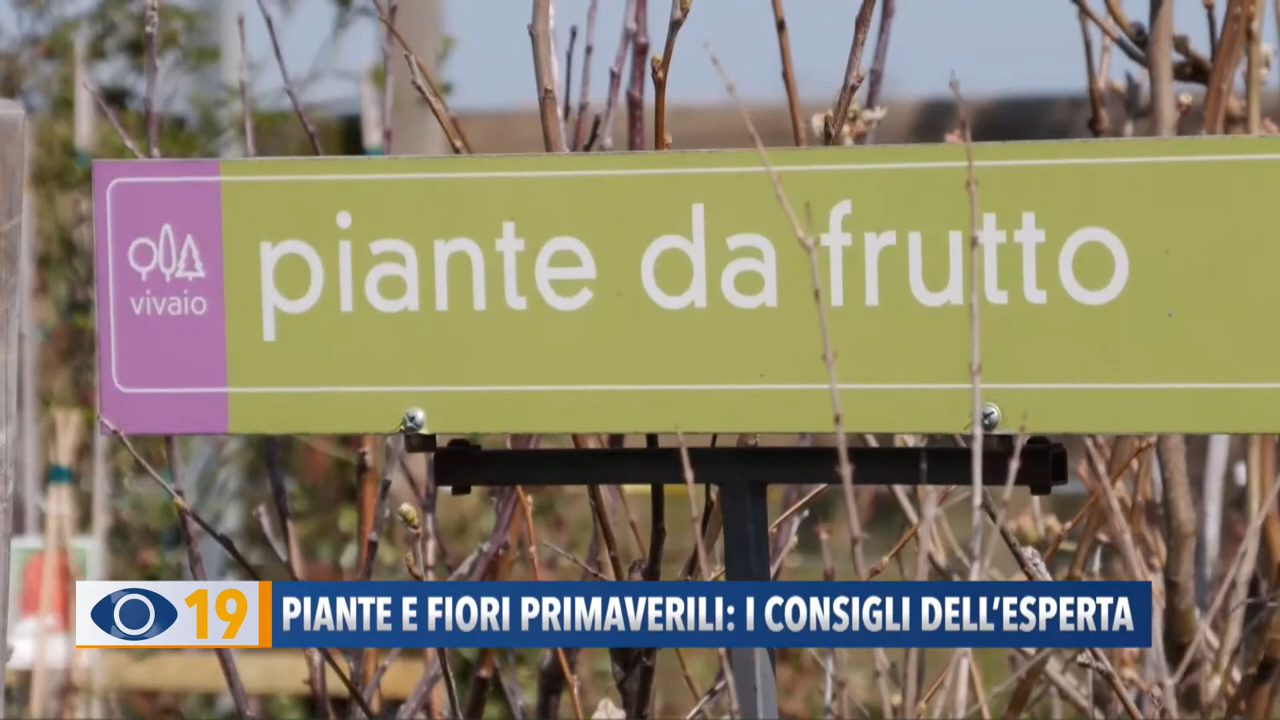 vivaio
piante da frutto
19
PIANTE E FIORI PRIMAVERILI: I CONSIGLI DELL'ESPERTA